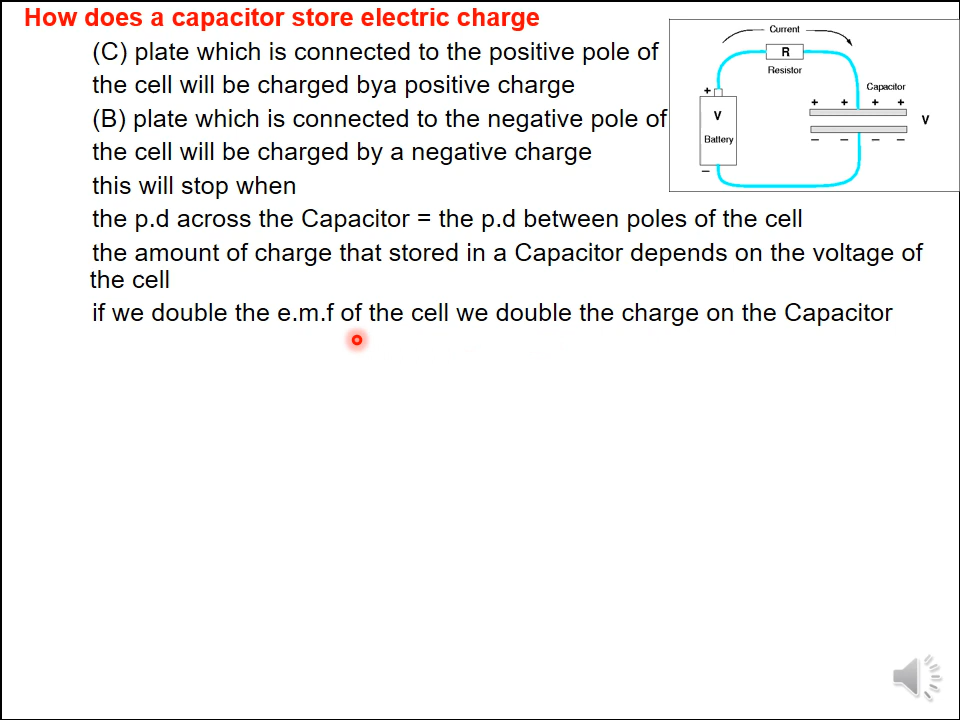 How does a capacitor store electric charge
(C) plate which is connected to the positive pole of
the cell will be charged bya positive charge
(B) plate which is connected to the negative pole of
the cell will be charged by a negative charge
this will stop when
the p.d across the Capacitor = the p.d between poles of the cell
the amount of charge that stored in a Capacitor depends on the voltage of
the cell
if we double the e.m.f of the cell we double the charge on the Capacitor
Current
R
Resistor
Capacitor
+
+ + + +
V
V
Battery
– – – –
–